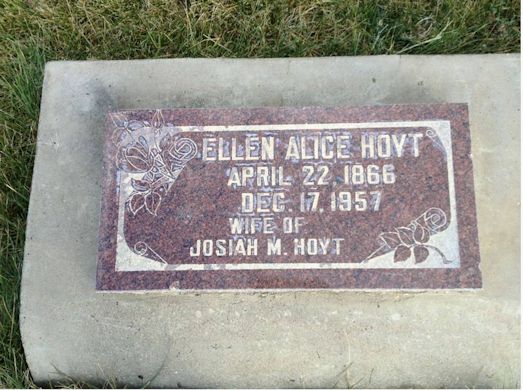 ELLEN ALICE HOYT
APRIL 22, 1866
DEC. 17, 1957
WIFE OF
JOSIAH M. HOYT